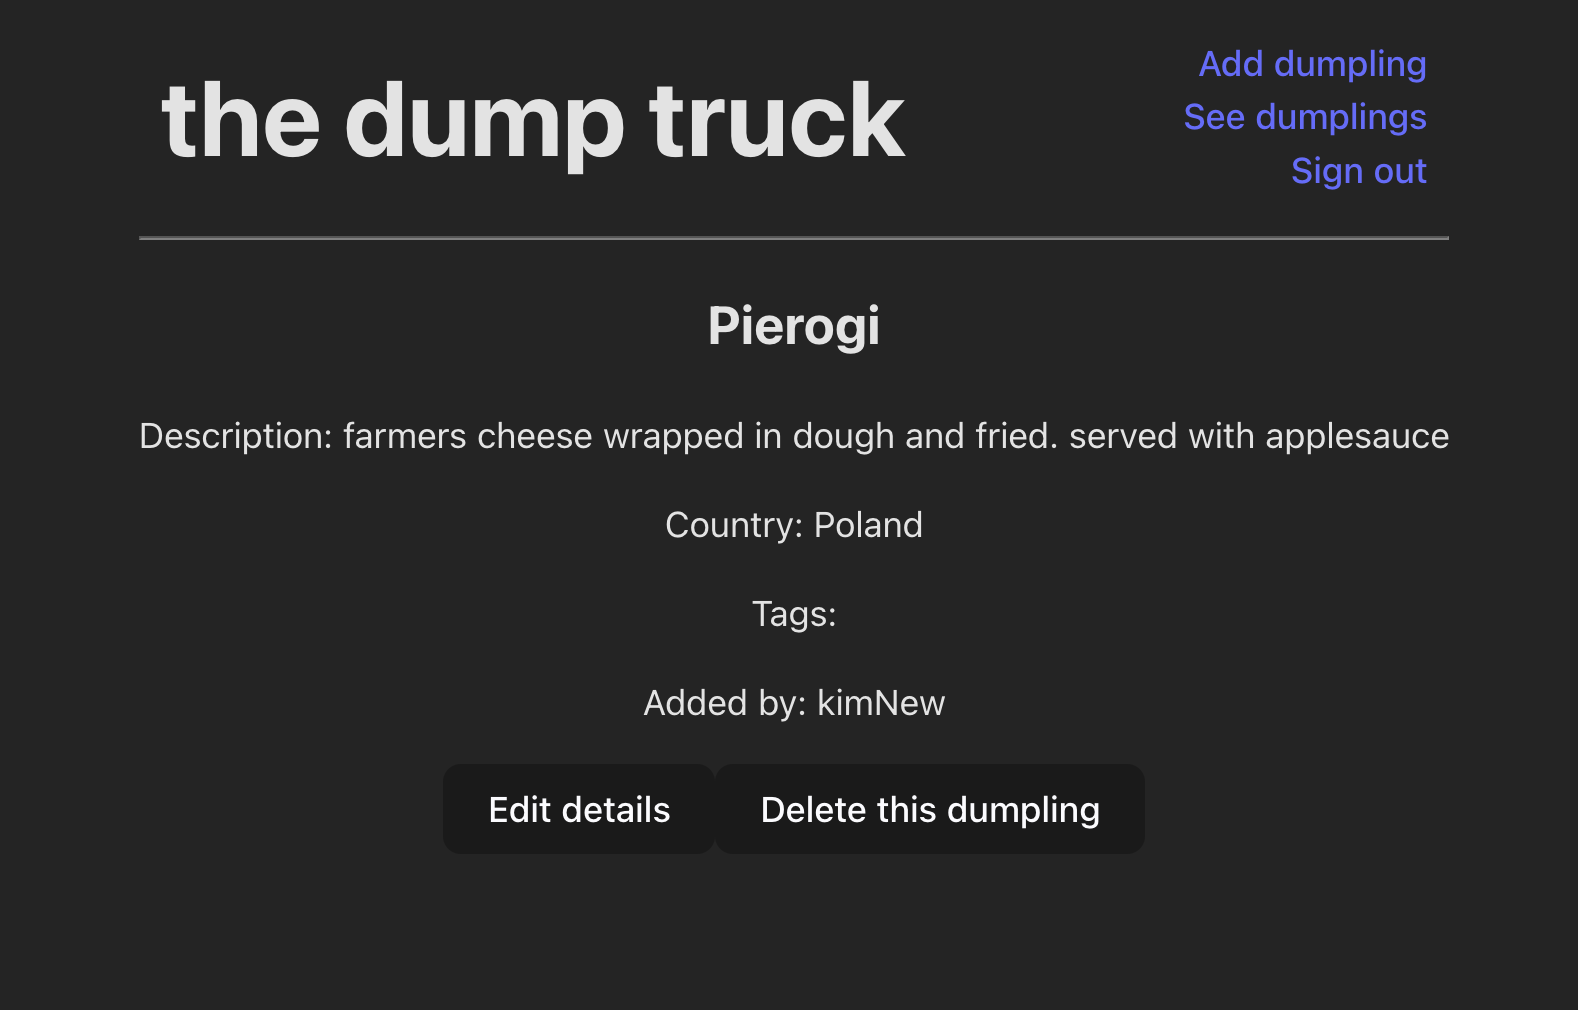 the dump truck
Add dumpling
See dumplings
Sign out
Pierogi
Description: farmers cheese wrapped in dough and fried. served with applesauce
Country: Poland
Tags:
Added by: kimNew
Edit details
Delete this dumpling